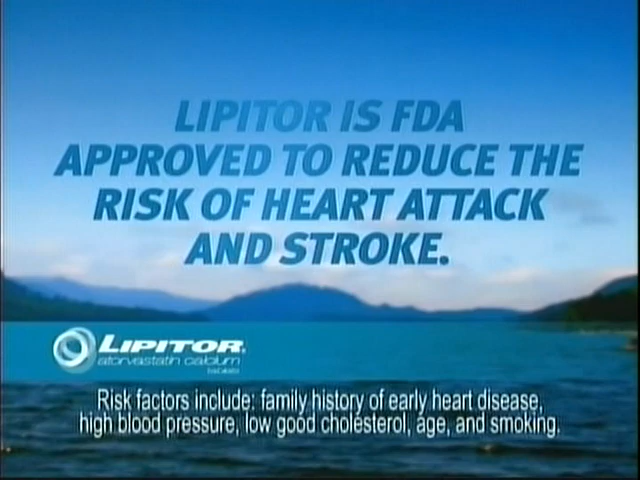 LIPITOR IS FDA
APPROVED TO REDUCE THE
RISK OF HEART ATTACK
AND STROKE.
LIPITOR.
atorvastatin calcium
tablets
Risk factors include: family history of early heart disease,
high blood pressure, low good cholesterol, age, and smoking.